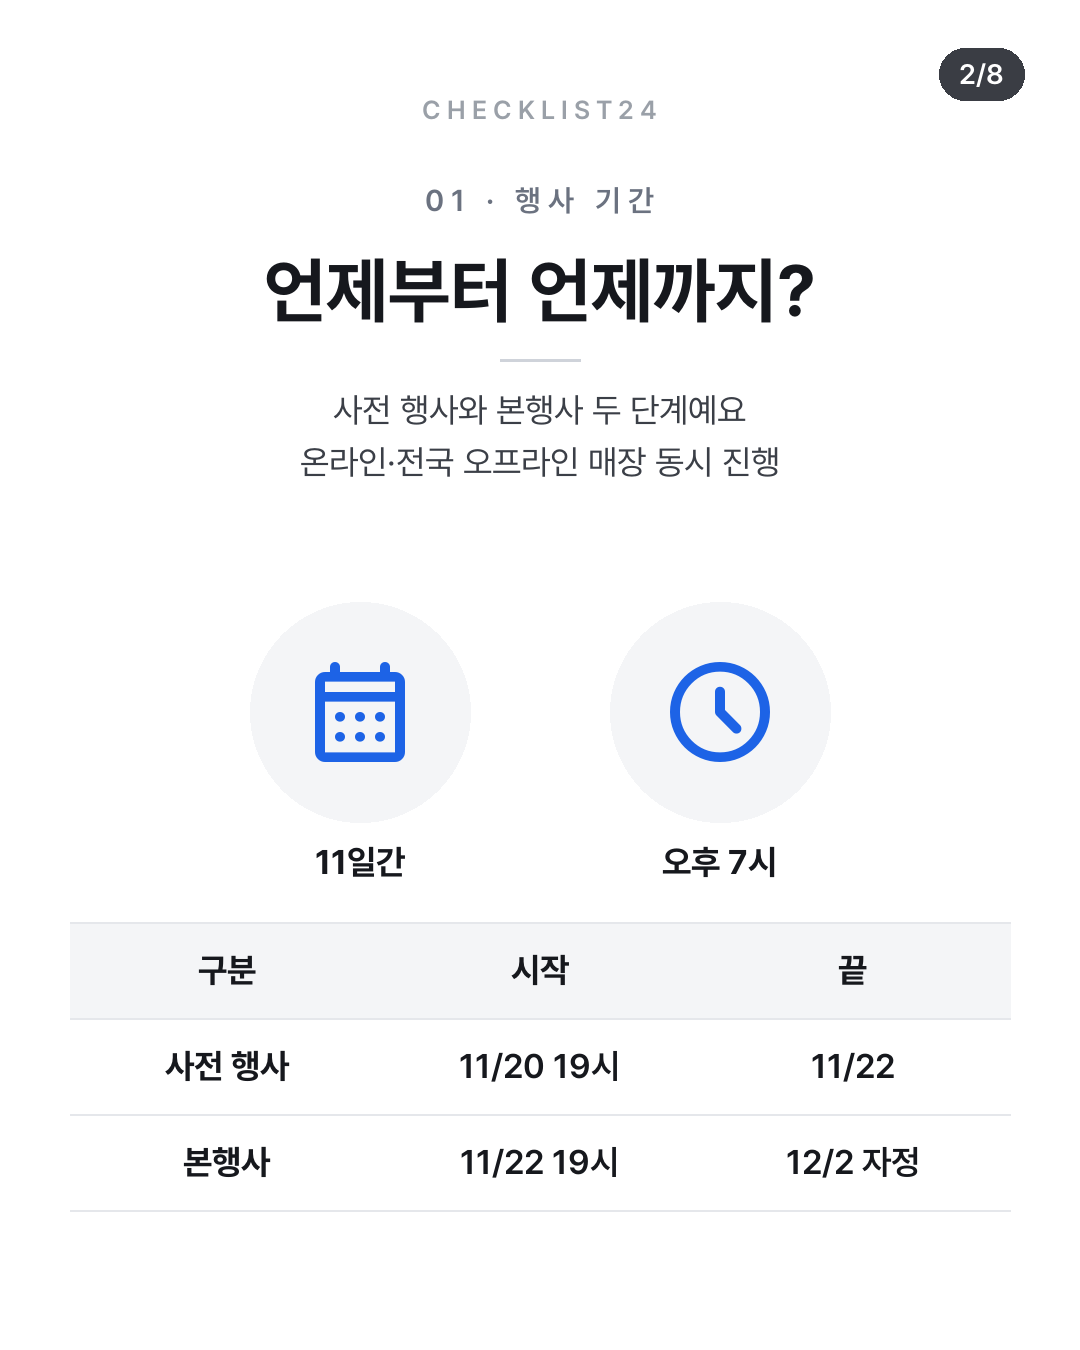 2/8
CHECKLIST24
01 · 행사 기간
언제부터 언제까지?
사전 행사와 본행사 두 단계예요
온라인·전국 오프라인 매장 동시 진행
11일간 오후 7시
구분 시작 끝
사전 행사 11/20 19시 11/22
본행사 11/22 19시 12/2 자정